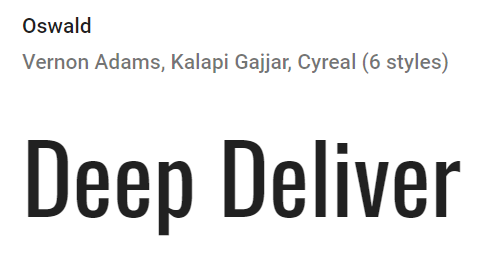 Oswald
Vernon Adams, Kalapi Gajjar, Cyreal (6 styles)
Deep Deliver